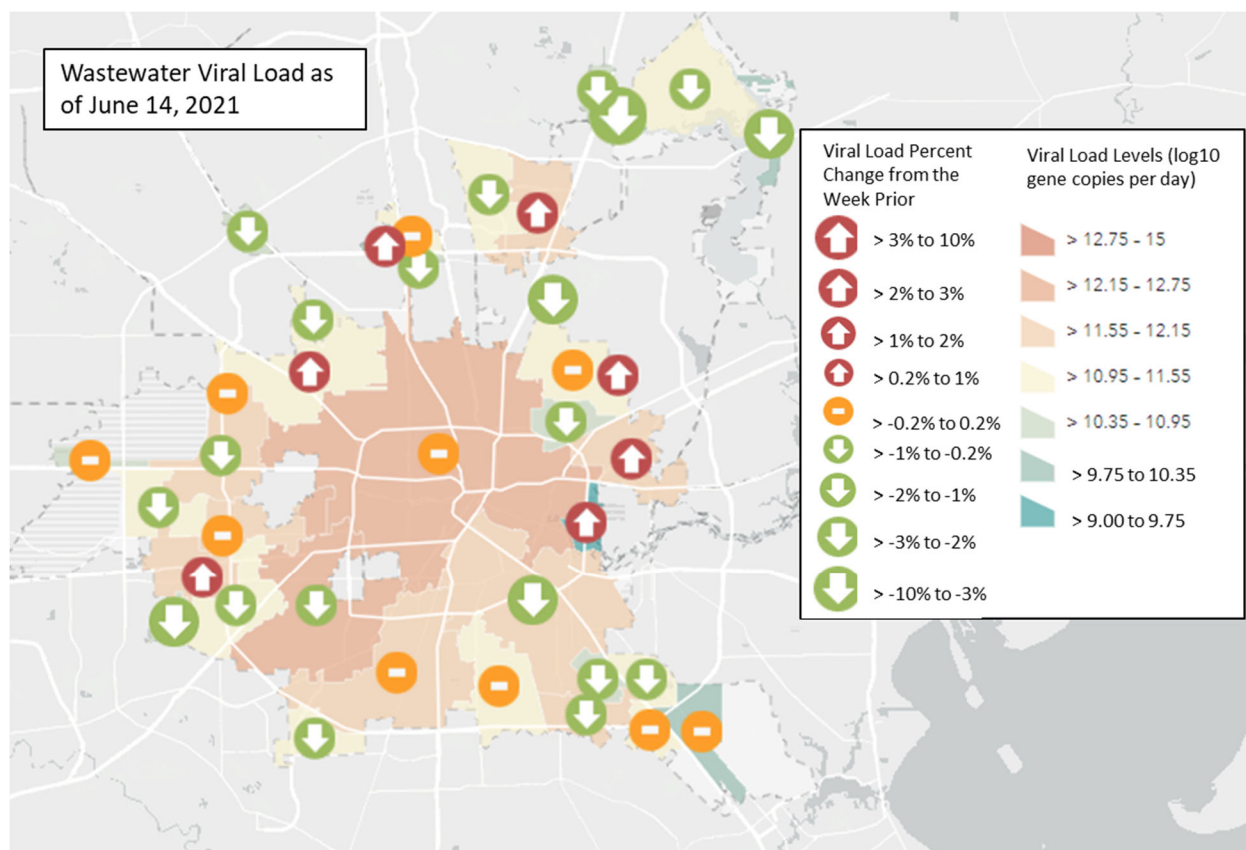 Wastewater Viral Load as
of June 14, 2021
Viral Load Percent
Change from the
Week Prior
> 3% to 10%
> 2% to 3%
> 1% to 2%
> 0.2% to 1%
> -0.2% to 0.2%
> -1% to -0.2%
> -2% to -1%
> -3% to -2%
> -10% to -3%
Viral Load Levels (log10
gene copies per day)
> 12.75 - 15
> 12.15 - 12.75
> 11.55 - 12.15
> 10.95 - 11.55
> 10.35 - 10.95
> 9.75 to 10.35
> 9.00 to 9.75